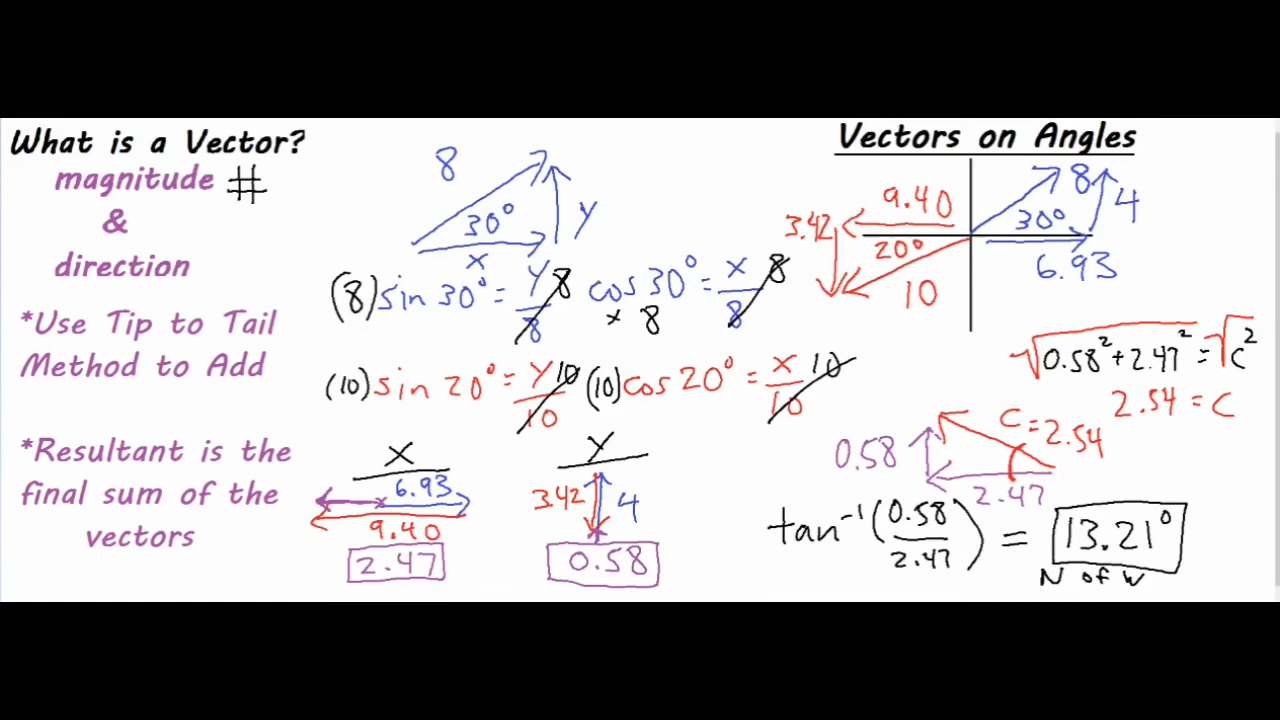 What is a Vector?
magnitude #
&
direction
*Use Tip to Tail
Method to Add
*Resultant is the
final sum of the
vectors
8
30°
y
x
(8) sin 30° = y/8 8
cos 30° = x/8 8
× 8
(10) sin 20° = y/10 10
(10) cos 20° = x/10 10
x
6.93
9.40
2.47
y
3.42
4
0.58
Vectors on Angles
9.40
8
3.42
20°
30°
4
10
6.93
√0.58² + 2.47² = √c²
2.54 = c
c = 2.54
0.58
2.47
tan⁻¹(0.58/2.47) = 13.21°
N of W